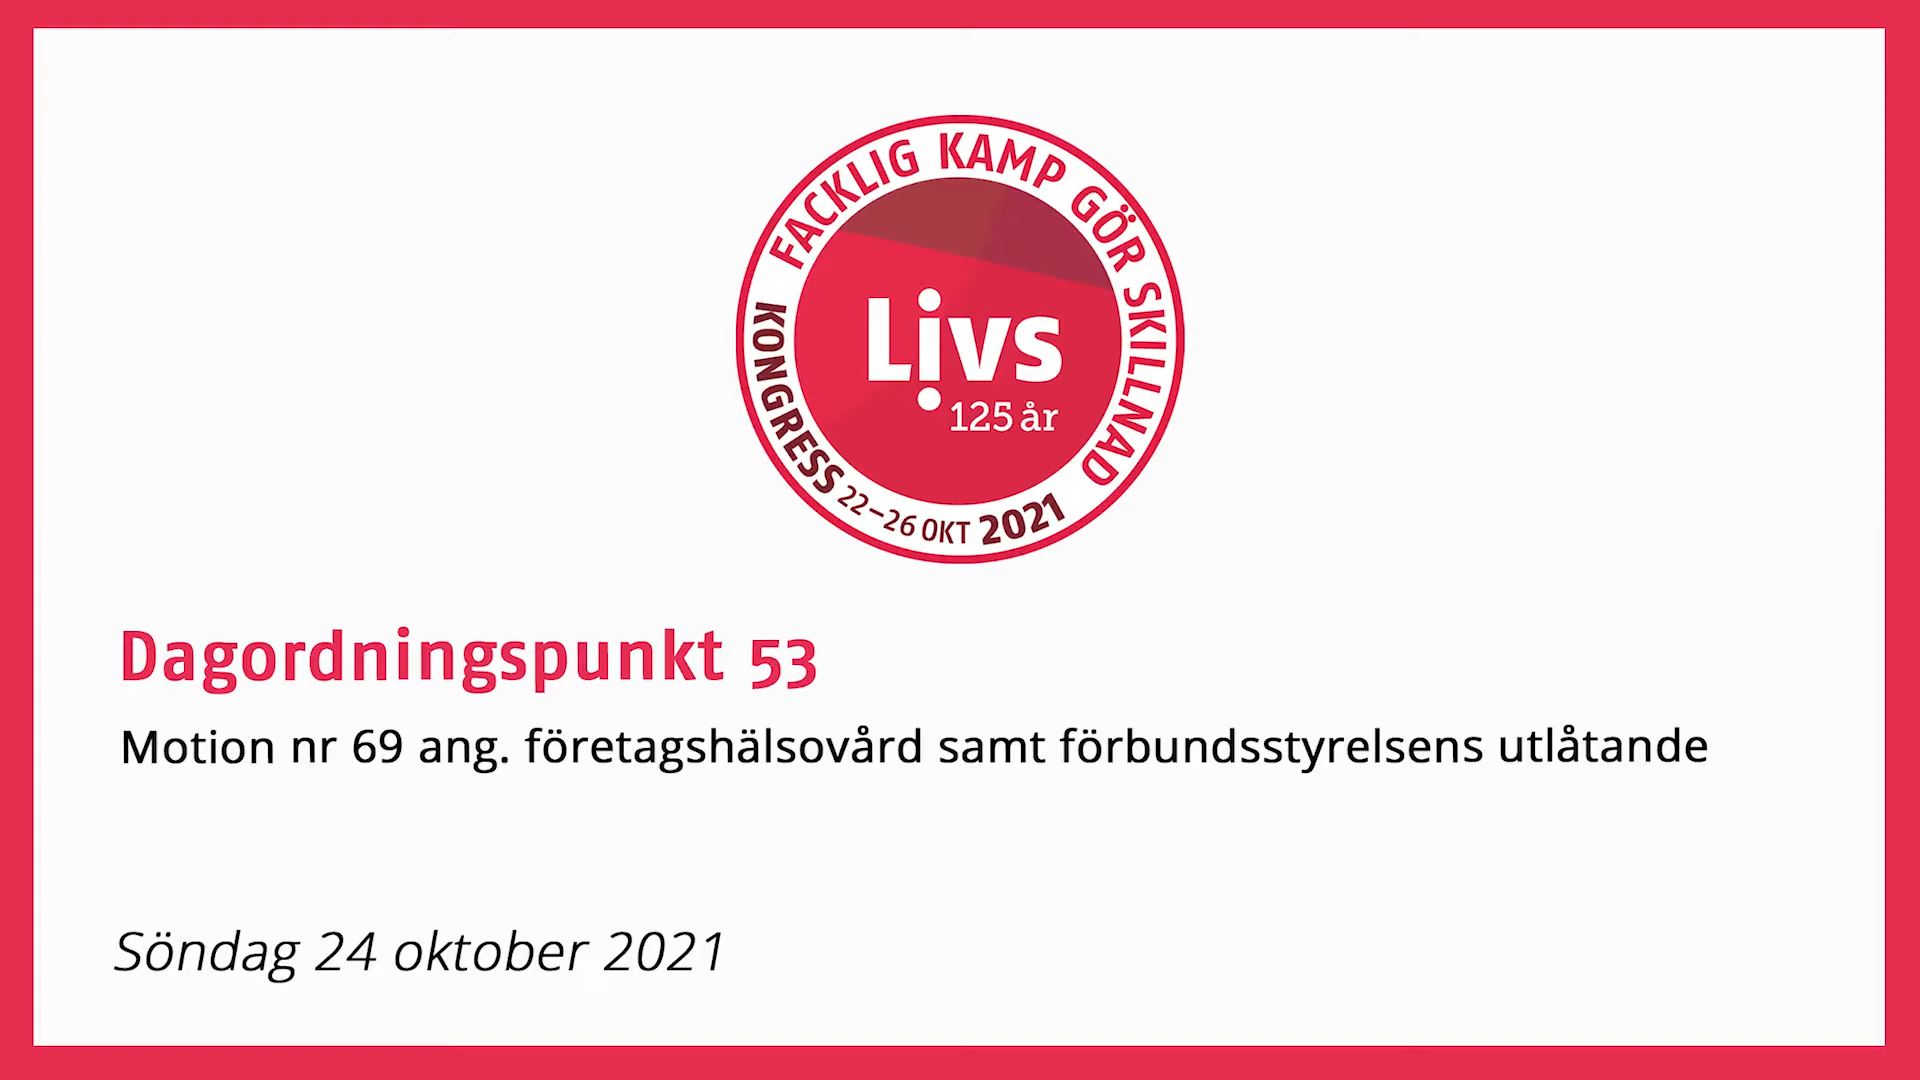 FACKLIG KAMP GÖR SKILLNAD
Livs
125 år
KONGRESS 22–26 OKT 2021
Dagordningspunkt 53
Motion nr 69 ang. företagshälsovård samt förbundsstyrelsens utlåtande
Söndag 24 oktober 2021